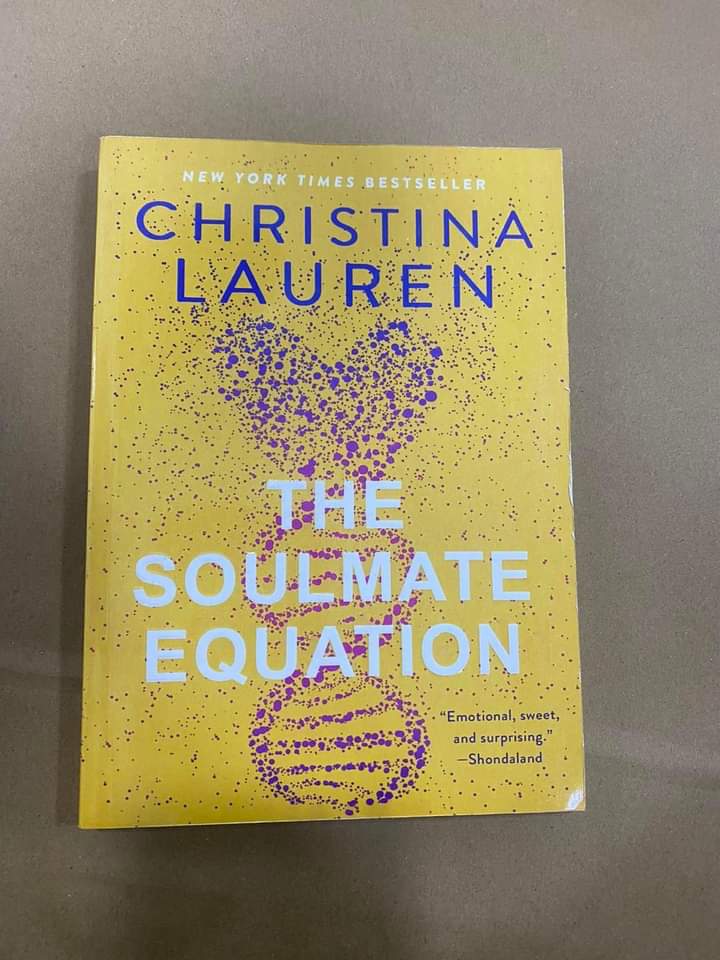 NEW YORK TIMES BESTSELLER
CHRISTINA
LAUREN
THE
SOULMATE
EQUATION
“Emotional, sweet,
and surprising.”
—Shondaland